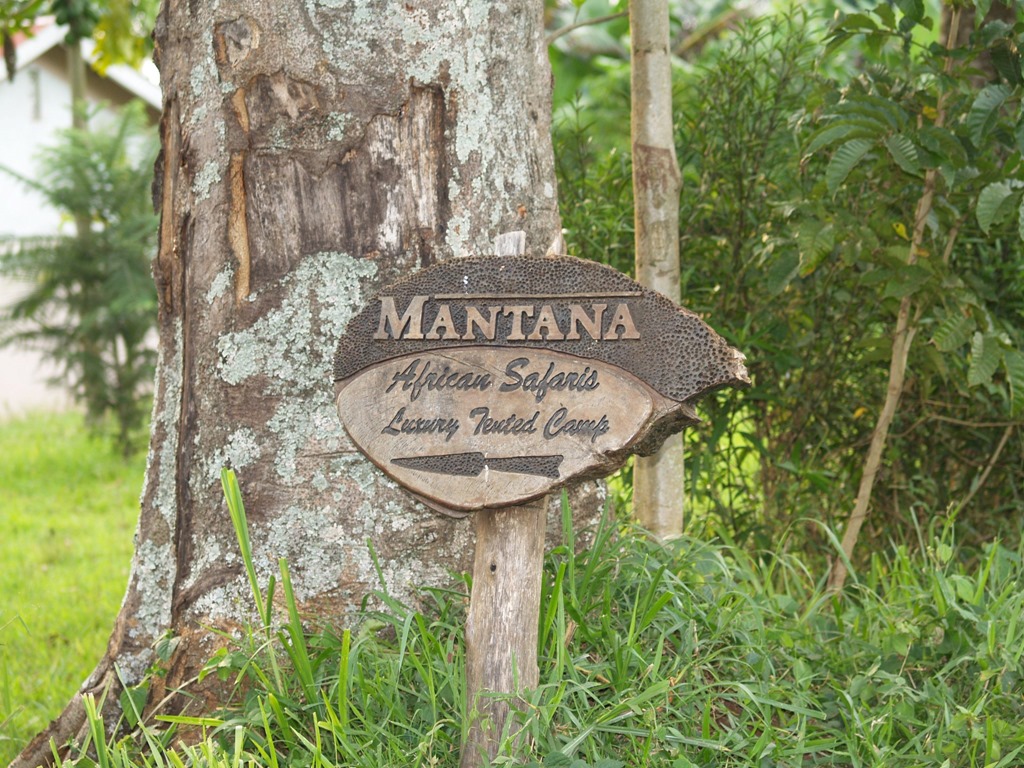 MANTANA
African Safaris
Luxury Tented Camp